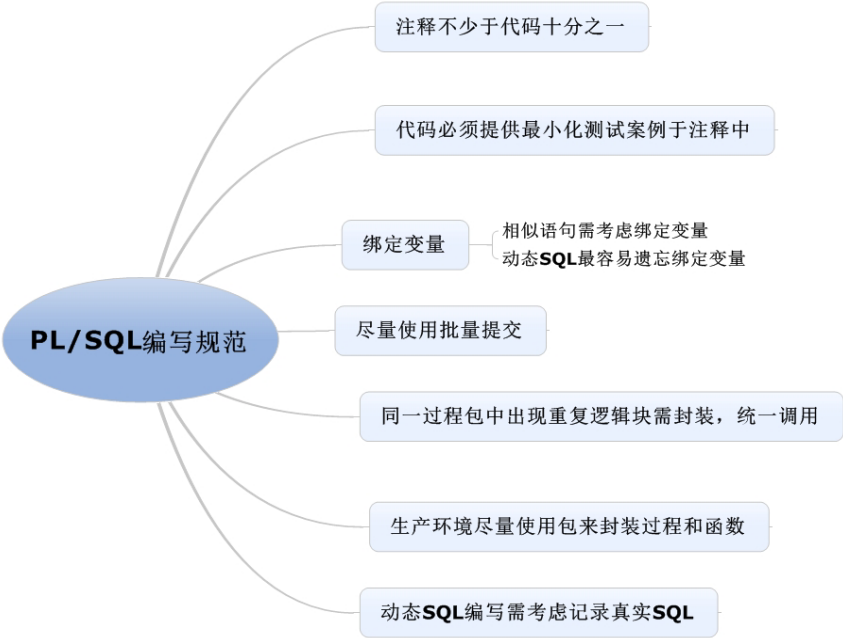 注释不少于代码十分之一
代码必须提供最小化测试案例于注释中
绑定变量
相似语句需考虑绑定变量
动态SQL最容易遗忘绑定变量
PL/SQL编写规范
尽量使用批量提交
同一过程包中出现重复逻辑块需封装，统一调用
生产环境尽量使用包来封装过程和函数
动态SQL编写需考虑记录真实SQL